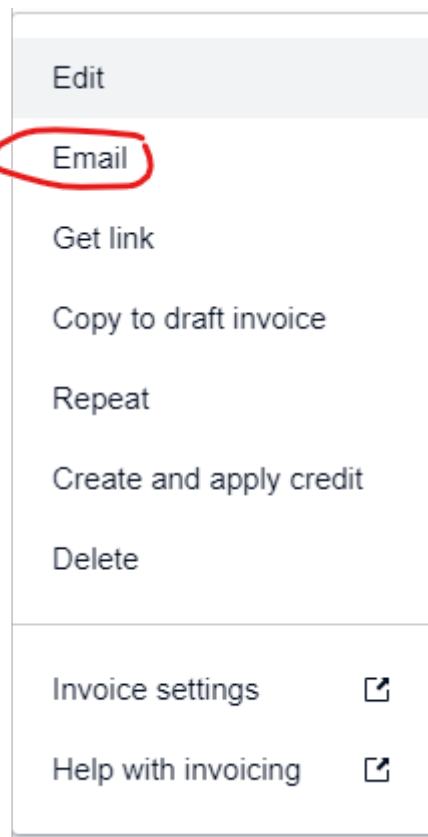 Edit
Email
Get link
Copy to draft invoice
Repeat
Create and apply credit
Delete
Invoice settings
Help with invoicing